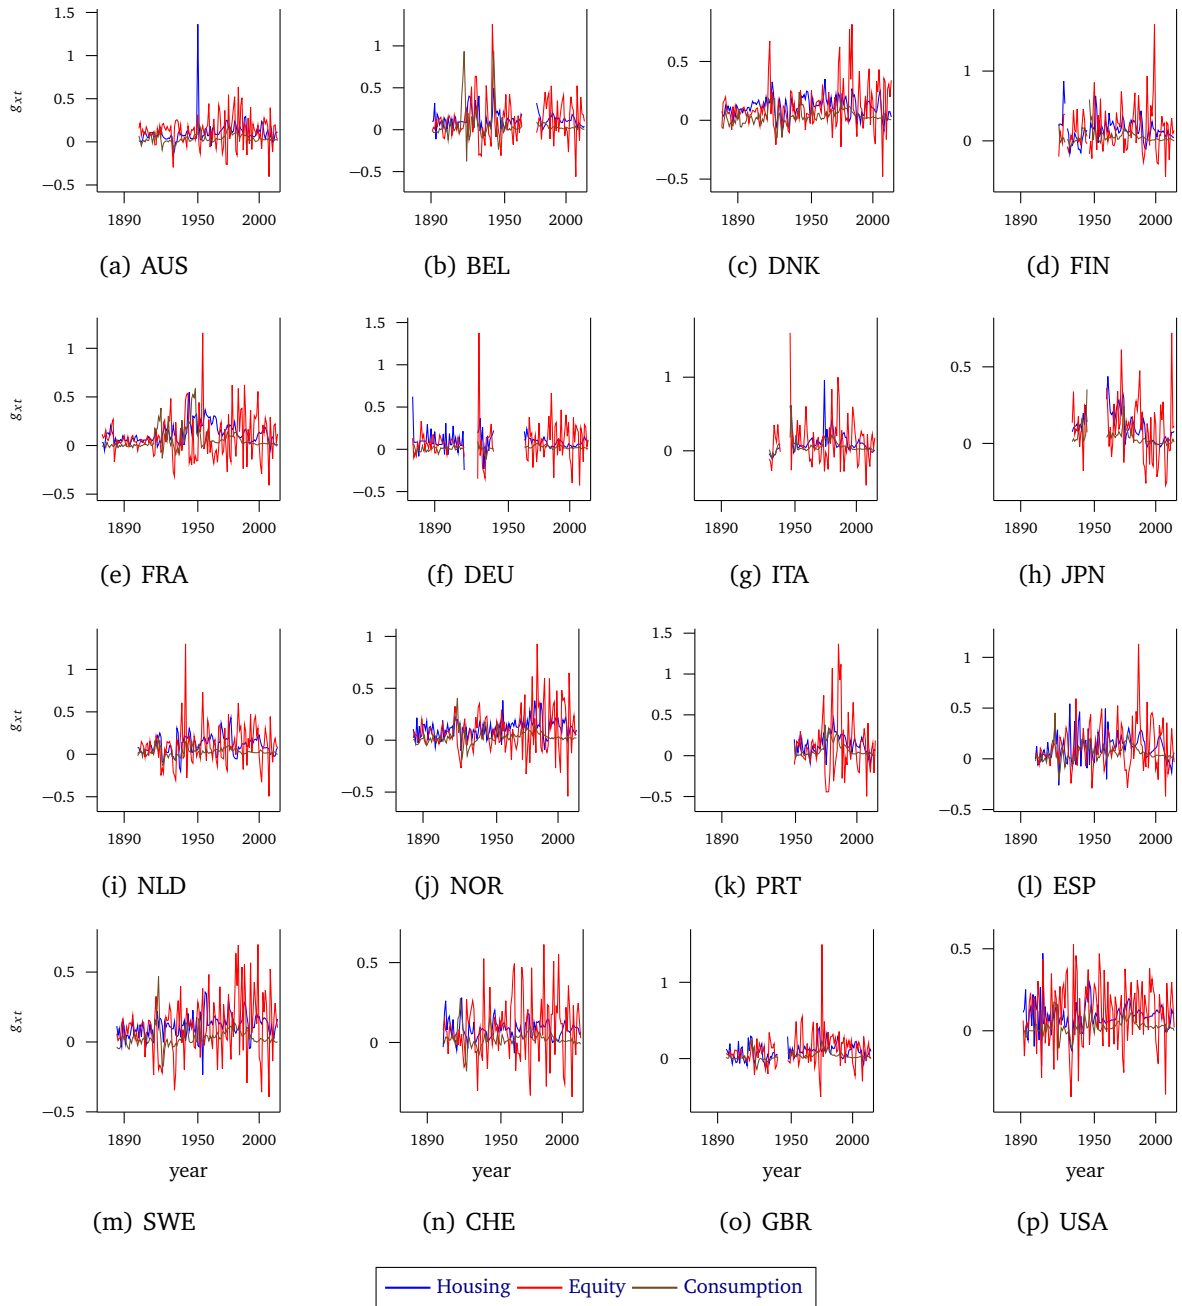 1.5
1
0.5
0
−0.5
g_xt
1890 1950 2000
(a) AUS
1
0.5
0
−0.5
1890 1950 2000
(b) BEL
0.5
0
−0.5
1890 1950 2000
(c) DNK
1
0
1890 1950 2000
(d) FIN
1
0.5
0
−0.5
g_xt
1890 1950 2000
(e) FRA
1.5
1
0.5
0
−0.5
1890 1950 2000
(f) DEU
1
0
1890 1950 2000
(g) ITA
0.5
0
1890 1950 2000
(h) JPN
1
0.5
0
−0.5
g_xt
1890 1950 2000
(i) NLD
1
0.5
0
−0.5
1890 1950 2000
(j) NOR
1.5
1
0.5
0
−0.5
1890 1950 2000
(k) PRT
1
0.5
0
−0.5
1890 1950 2000
(l) ESP
0.5
0
−0.5
g_xt
1890 1950 2000
year
(m) SWE
0.5
0
1890 1950 2000
year
(n) CHE
1
0
1890 1950 2000
year
(o) GBR
0.5
0
1890 1950 2000
year
(p) USA
Housing Equity Consumption